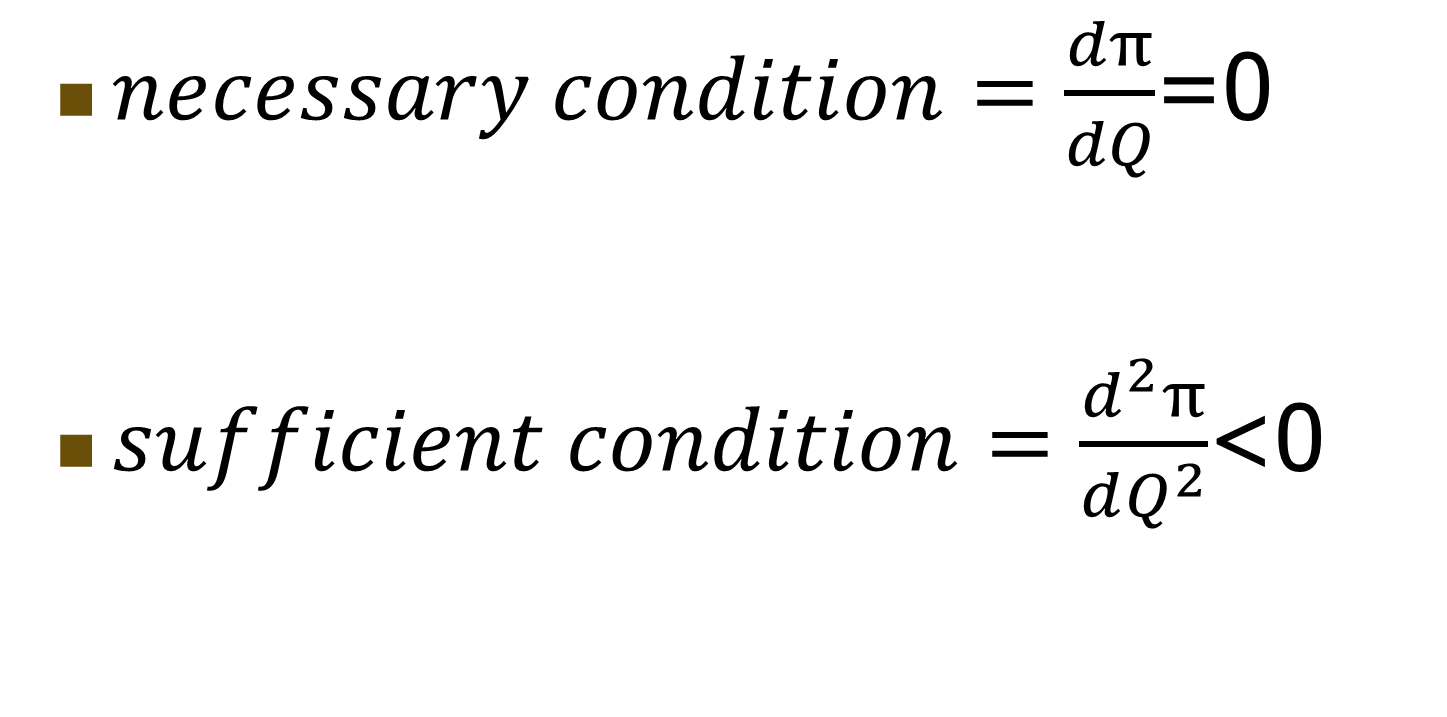 ■ necessary condition = dπ/dQ =0
■ sufficient condition = d²π/dQ² <0